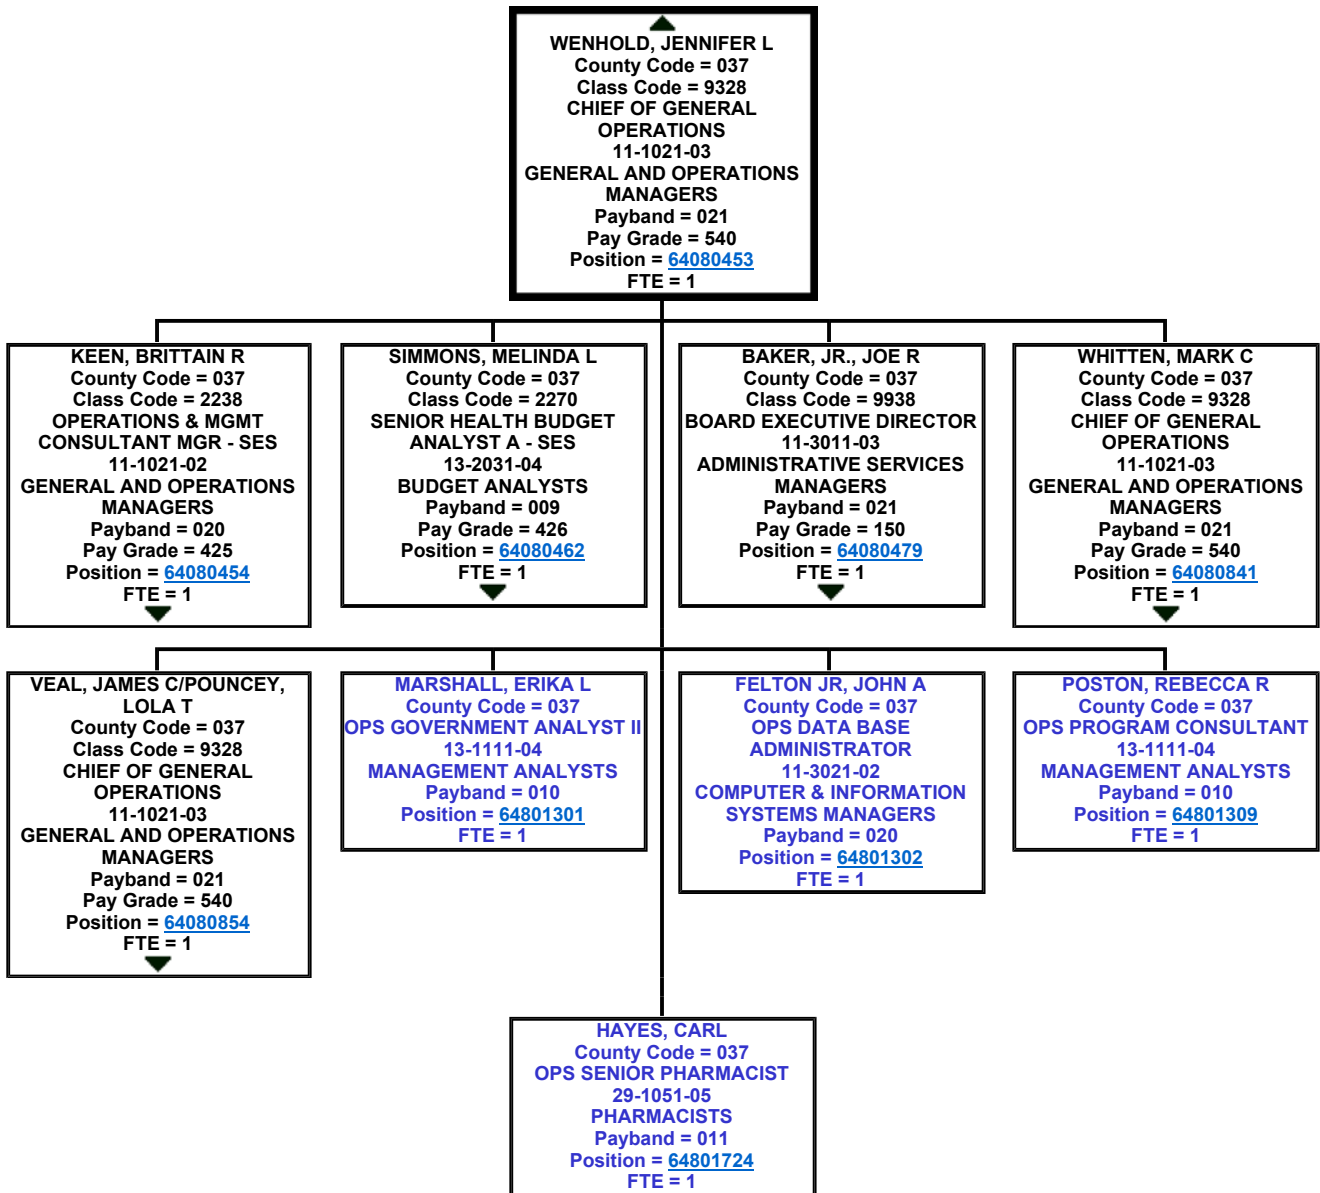 WENHOLD, JENNIFER L
County Code = 037
Class Code = 9328
CHIEF OF GENERAL
OPERATIONS
11-1021-03
GENERAL AND OPERATIONS
MANAGERS
Payband = 021
Pay Grade = 540
Position = 64080453
FTE = 1
KEEN, BRITTAIN R
County Code = 037
Class Code = 2238
OPERATIONS & MGMT
CONSULTANT MGR - SES
11-1021-02
GENERAL AND OPERATIONS
MANAGERS
Payband = 020
Pay Grade = 425
Position = 64080454
FTE = 1
SIMMONS, MELINDA L
County Code = 037
Class Code = 2270
SENIOR HEALTH BUDGET
ANALYST A - SES
13-2031-04
BUDGET ANALYSTS
Payband = 009
Pay Grade = 426
Position = 64080462
FTE = 1
BAKER, JR., JOE R
County Code = 037
Class Code = 9938
BOARD EXECUTIVE DIRECTOR
11-3011-03
ADMINISTRATIVE SERVICES
MANAGERS
Payband = 021
Pay Grade = 150
Position = 64080479
FTE = 1
WHITTEN, MARK C
County Code = 037
Class Code = 9328
CHIEF OF GENERAL
OPERATIONS
11-1021-03
GENERAL AND OPERATIONS
MANAGERS
Payband = 021
Pay Grade = 540
Position = 64080841
FTE = 1
VEAL, JAMES C/POUNCEY,
LOLA T
County Code = 037
Class Code = 9328
CHIEF OF GENERAL
OPERATIONS
11-1021-03
GENERAL AND OPERATIONS
MANAGERS
Payband = 021
Pay Grade = 540
Position = 64080854
FTE = 1
MARSHALL, ERIKA L
County Code = 037
OPS GOVERNMENT ANALYST II
13-1111-04
MANAGEMENT ANALYSTS
Payband = 010
Position = 64801301
FTE = 1
FELTON JR, JOHN A
County Code = 037
OPS DATA BASE
ADMINISTRATOR
11-3021-02
COMPUTER & INFORMATION
SYSTEMS MANAGERS
Payband = 020
Position = 64801302
FTE = 1
POSTON, REBECCA R
County Code = 037
OPS PROGRAM CONSULTANT
13-1111-04
MANAGEMENT ANALYSTS
Payband = 010
Position = 64801309
FTE = 1
HAYES, CARL
County Code = 037
OPS SENIOR PHARMACIST
29-1051-05
PHARMACISTS
Payband = 011
Position = 64801724
FTE = 1